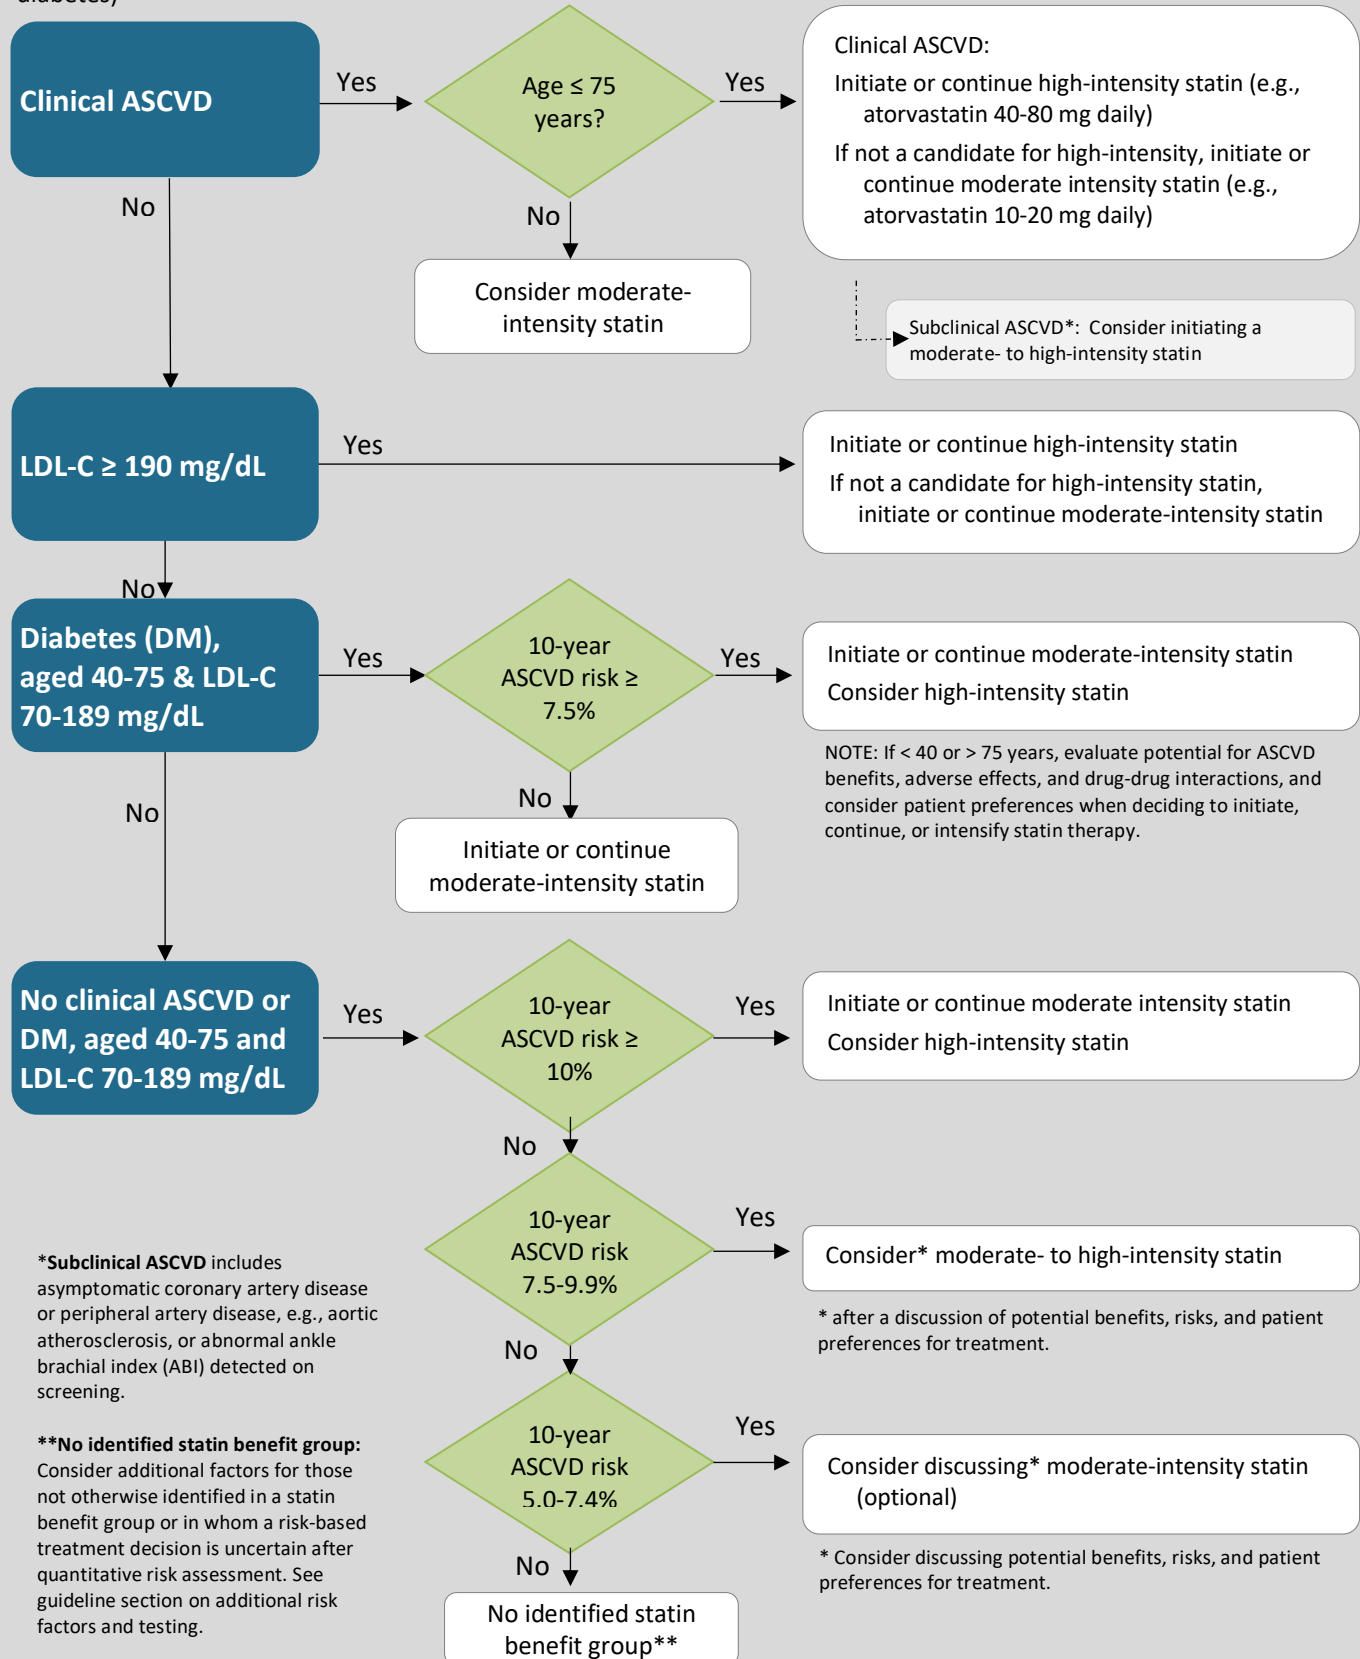 diabetes)
Clinical ASCVD
Yes
Age ≤ 75
years?
Yes
Clinical ASCVD:
Initiate or continue high-intensity statin (e.g.,
atorvastatin 40-80 mg daily)
If not a candidate for high-intensity, initiate or
continue moderate intensity statin (e.g.,
atorvastatin 10-20 mg daily)
No
No
Consider moderate-
intensity statin
Subclinical ASCVD*: Consider initiating a
moderate- to high-intensity statin
LDL-C ≥ 190 mg/dL
Yes
Initiate or continue high-intensity statin
If not a candidate for high-intensity statin,
initiate or continue moderate-intensity statin
No
Diabetes (DM),
aged 40-75 & LDL-C
70-189 mg/dL
Yes
10-year
ASCVD risk ≥
7.5%
Yes
Initiate or continue moderate-intensity statin
Consider high-intensity statin
NOTE: If < 40 or > 75 years, evaluate potential for ASCVD
benefits, adverse effects, and drug-drug interactions, and
consider patient preferences when deciding to initiate,
continue, or intensify statin therapy.
No
No
Initiate or continue
moderate-intensity statin
No clinical ASCVD or
DM, aged 40-75 and
LDL-C 70-189 mg/dL
Yes
10-year
ASCVD risk ≥
10%
Yes
Initiate or continue moderate intensity statin
Consider high-intensity statin
No
10-year
ASCVD risk
7.5-9.9%
Yes
Consider* moderate- to high-intensity statin
* after a discussion of potential benefits, risks, and patient
preferences for treatment.
No
10-year
ASCVD risk
5.0-7.4%
Yes
Consider discussing* moderate-intensity statin
(optional)
* Consider discussing potential benefits, risks, and patient
preferences for treatment.
No
No identified statin
benefit group**
*Subclinical ASCVD includes
asymptomatic coronary artery disease
or peripheral artery disease, e.g., aortic
atherosclerosis, or abnormal ankle
brachial index (ABI) detected on
screening.
**No identified statin benefit group:
Consider additional factors for those
not otherwise identified in a statin
benefit group or in whom a risk-based
treatment decision is uncertain after
quantitative risk assessment. See
guideline section on additional risk
factors and testing.